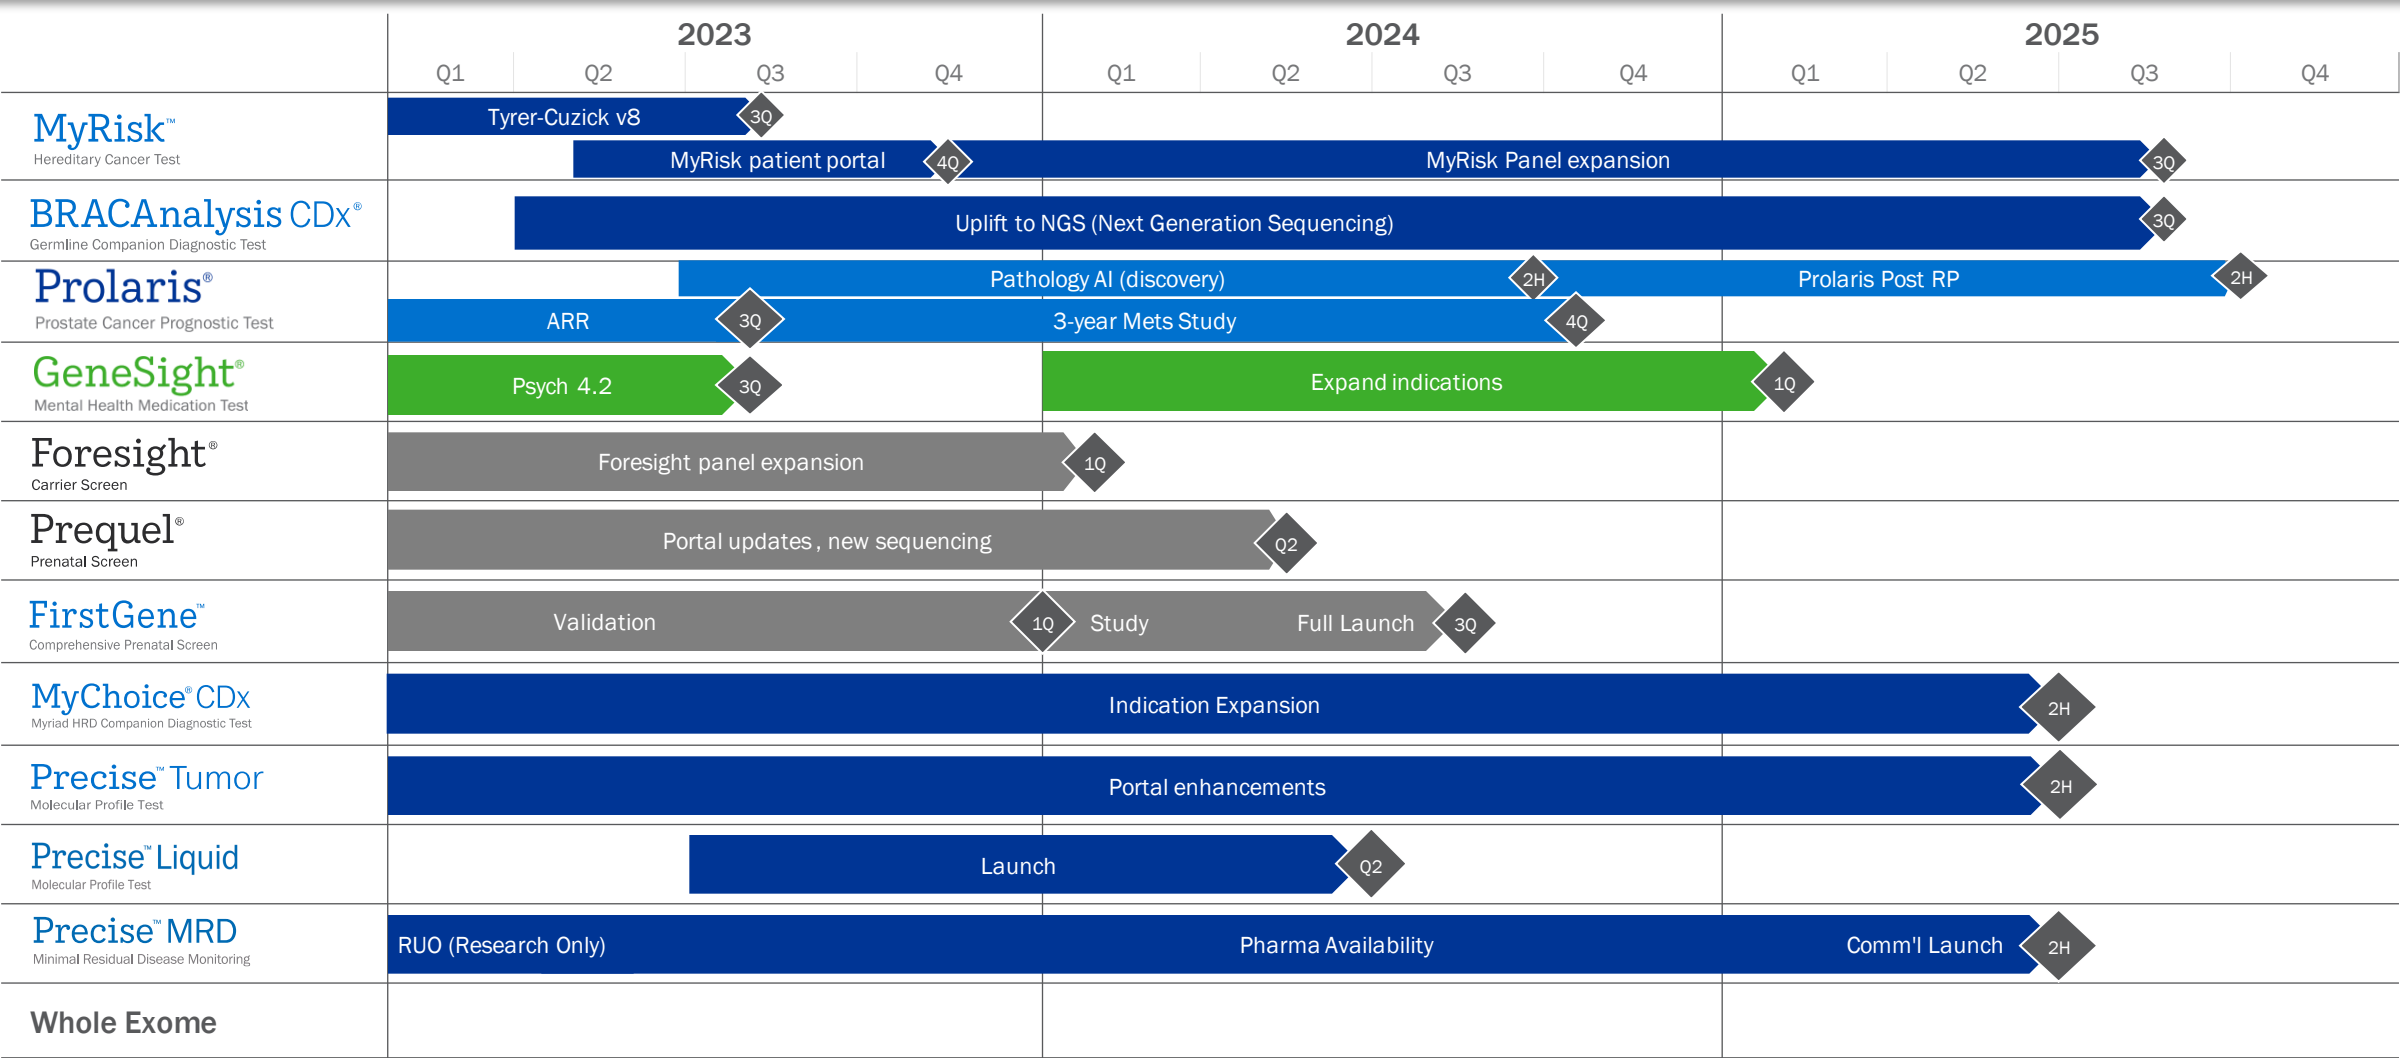 2023
2024
2025
Q1 Q2 Q3 Q4 Q1 Q2 Q3 Q4 Q1 Q2 Q3 Q4
MyRisk™
Hereditary Cancer Test
Tyrer-Cuzick v8 3Q
MyRisk patient portal 4Q MyRisk Panel expansion 3Q
BRACAnalysis CDx®
Germline Companion Diagnostic Test
Uplift to NGS (Next Generation Sequencing) 3Q
Prolaris®
Prostate Cancer Prognostic Test
Pathology AI (discovery) 2H Prolaris Post RP 2H
ARR 3Q 3-year Mets Study 4Q
GeneSight®
Mental Health Medication Test
Psych 4.2 3Q Expand indications 1Q
Foresight®
Carrier Screen
Foresight panel expansion 1Q
Prequel®
Prenatal Screen
Portal updates, new sequencing Q2
FirstGene™
Comprehensive Prenatal Screen
Validation 1Q Study Full Launch 3Q
MyChoice® CDx
Myriad HRD Companion Diagnostic Test
Indication Expansion 2H
Precise™ Tumor
Molecular Profile Test
Portal enhancements 2H
Precise™ Liquid
Molecular Profile Test
Launch Q2
Precise™ MRD
Minimal Residual Disease Monitoring
RUO (Research Only) Pharma Availability Comm'l Launch 2H
Whole Exome